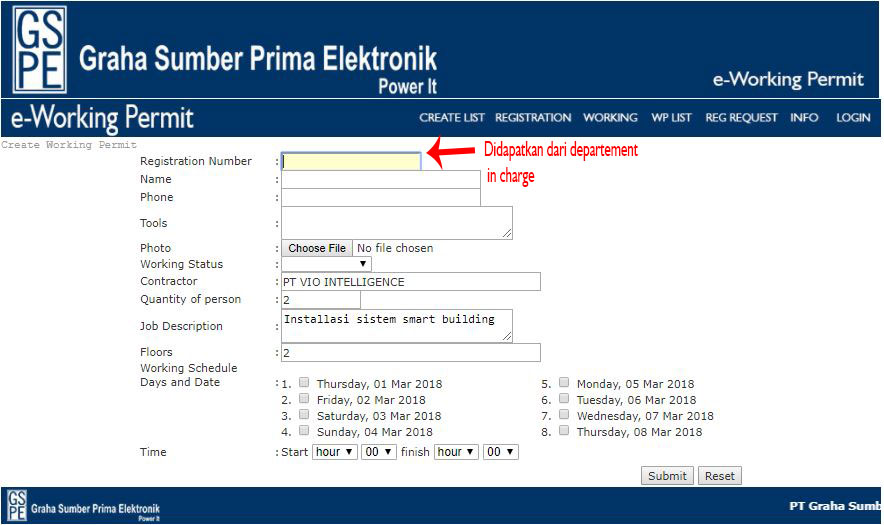 GS
PE
Graha Sumber Prima Elektronik
Power It
e-Working Permit
e-Working Permit
CREATE LIST REGISTRATION WORKING WP LIST REG REQUEST INFO LOGIN
Create Working Permit
Registration Number :
Didapatkan dari departement
in charge
Name :
Phone :
Tools :
Photo : Choose File No file chosen
Working Status :
Contractor : PT VIO INTELLIGENCE
Quantity of person : 2
Job Description : Installasi sistem smart building
Floors : 2
Working Schedule
Days and Date : 1. Thursday, 01 Mar 2018 5. Monday, 05 Mar 2018
2. Friday, 02 Mar 2018 6. Tuesday, 06 Mar 2018
3. Saturday, 03 Mar 2018 7. Wednesday, 07 Mar 2018
4. Sunday, 04 Mar 2018 8. Thursday, 08 Mar 2018
Time : Start hour 00 finish hour 00
Submit Reset
GS
PE
Graha Sumber Prima Elektronik
Power It
PT Graha Sumb